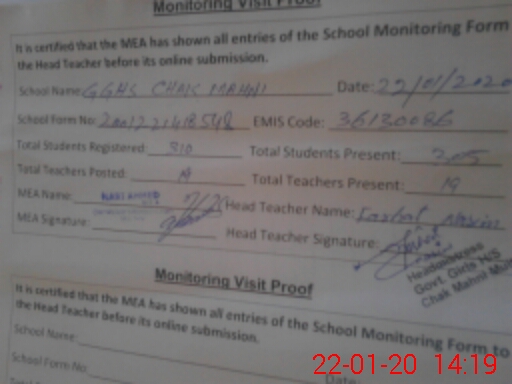 Monitoring Visit Proof
It is certified that the MEA has shown all entries of the School Monitoring Form
the Head Teacher before its online submission.
School Name: GGHS CHAK Date: 22/01/2020
School Form No: EMIS Code: 36130086
Total Students Registered: 310 Total Students Present: 305
Total Teachers Posted: 19 Total Teachers Present: 19
MEA Name: Head Teacher Name:
MEA Signature: Head Teacher Signature:
Headmistress
Govt. Girls H/S
Chak
Monitoring Visit Proof
It is certified that the MEA has shown all entries of the School Monitoring Form to
the Head Teacher before its online submission.
School Name:
School Form No: Date:
22-01-20 14:19